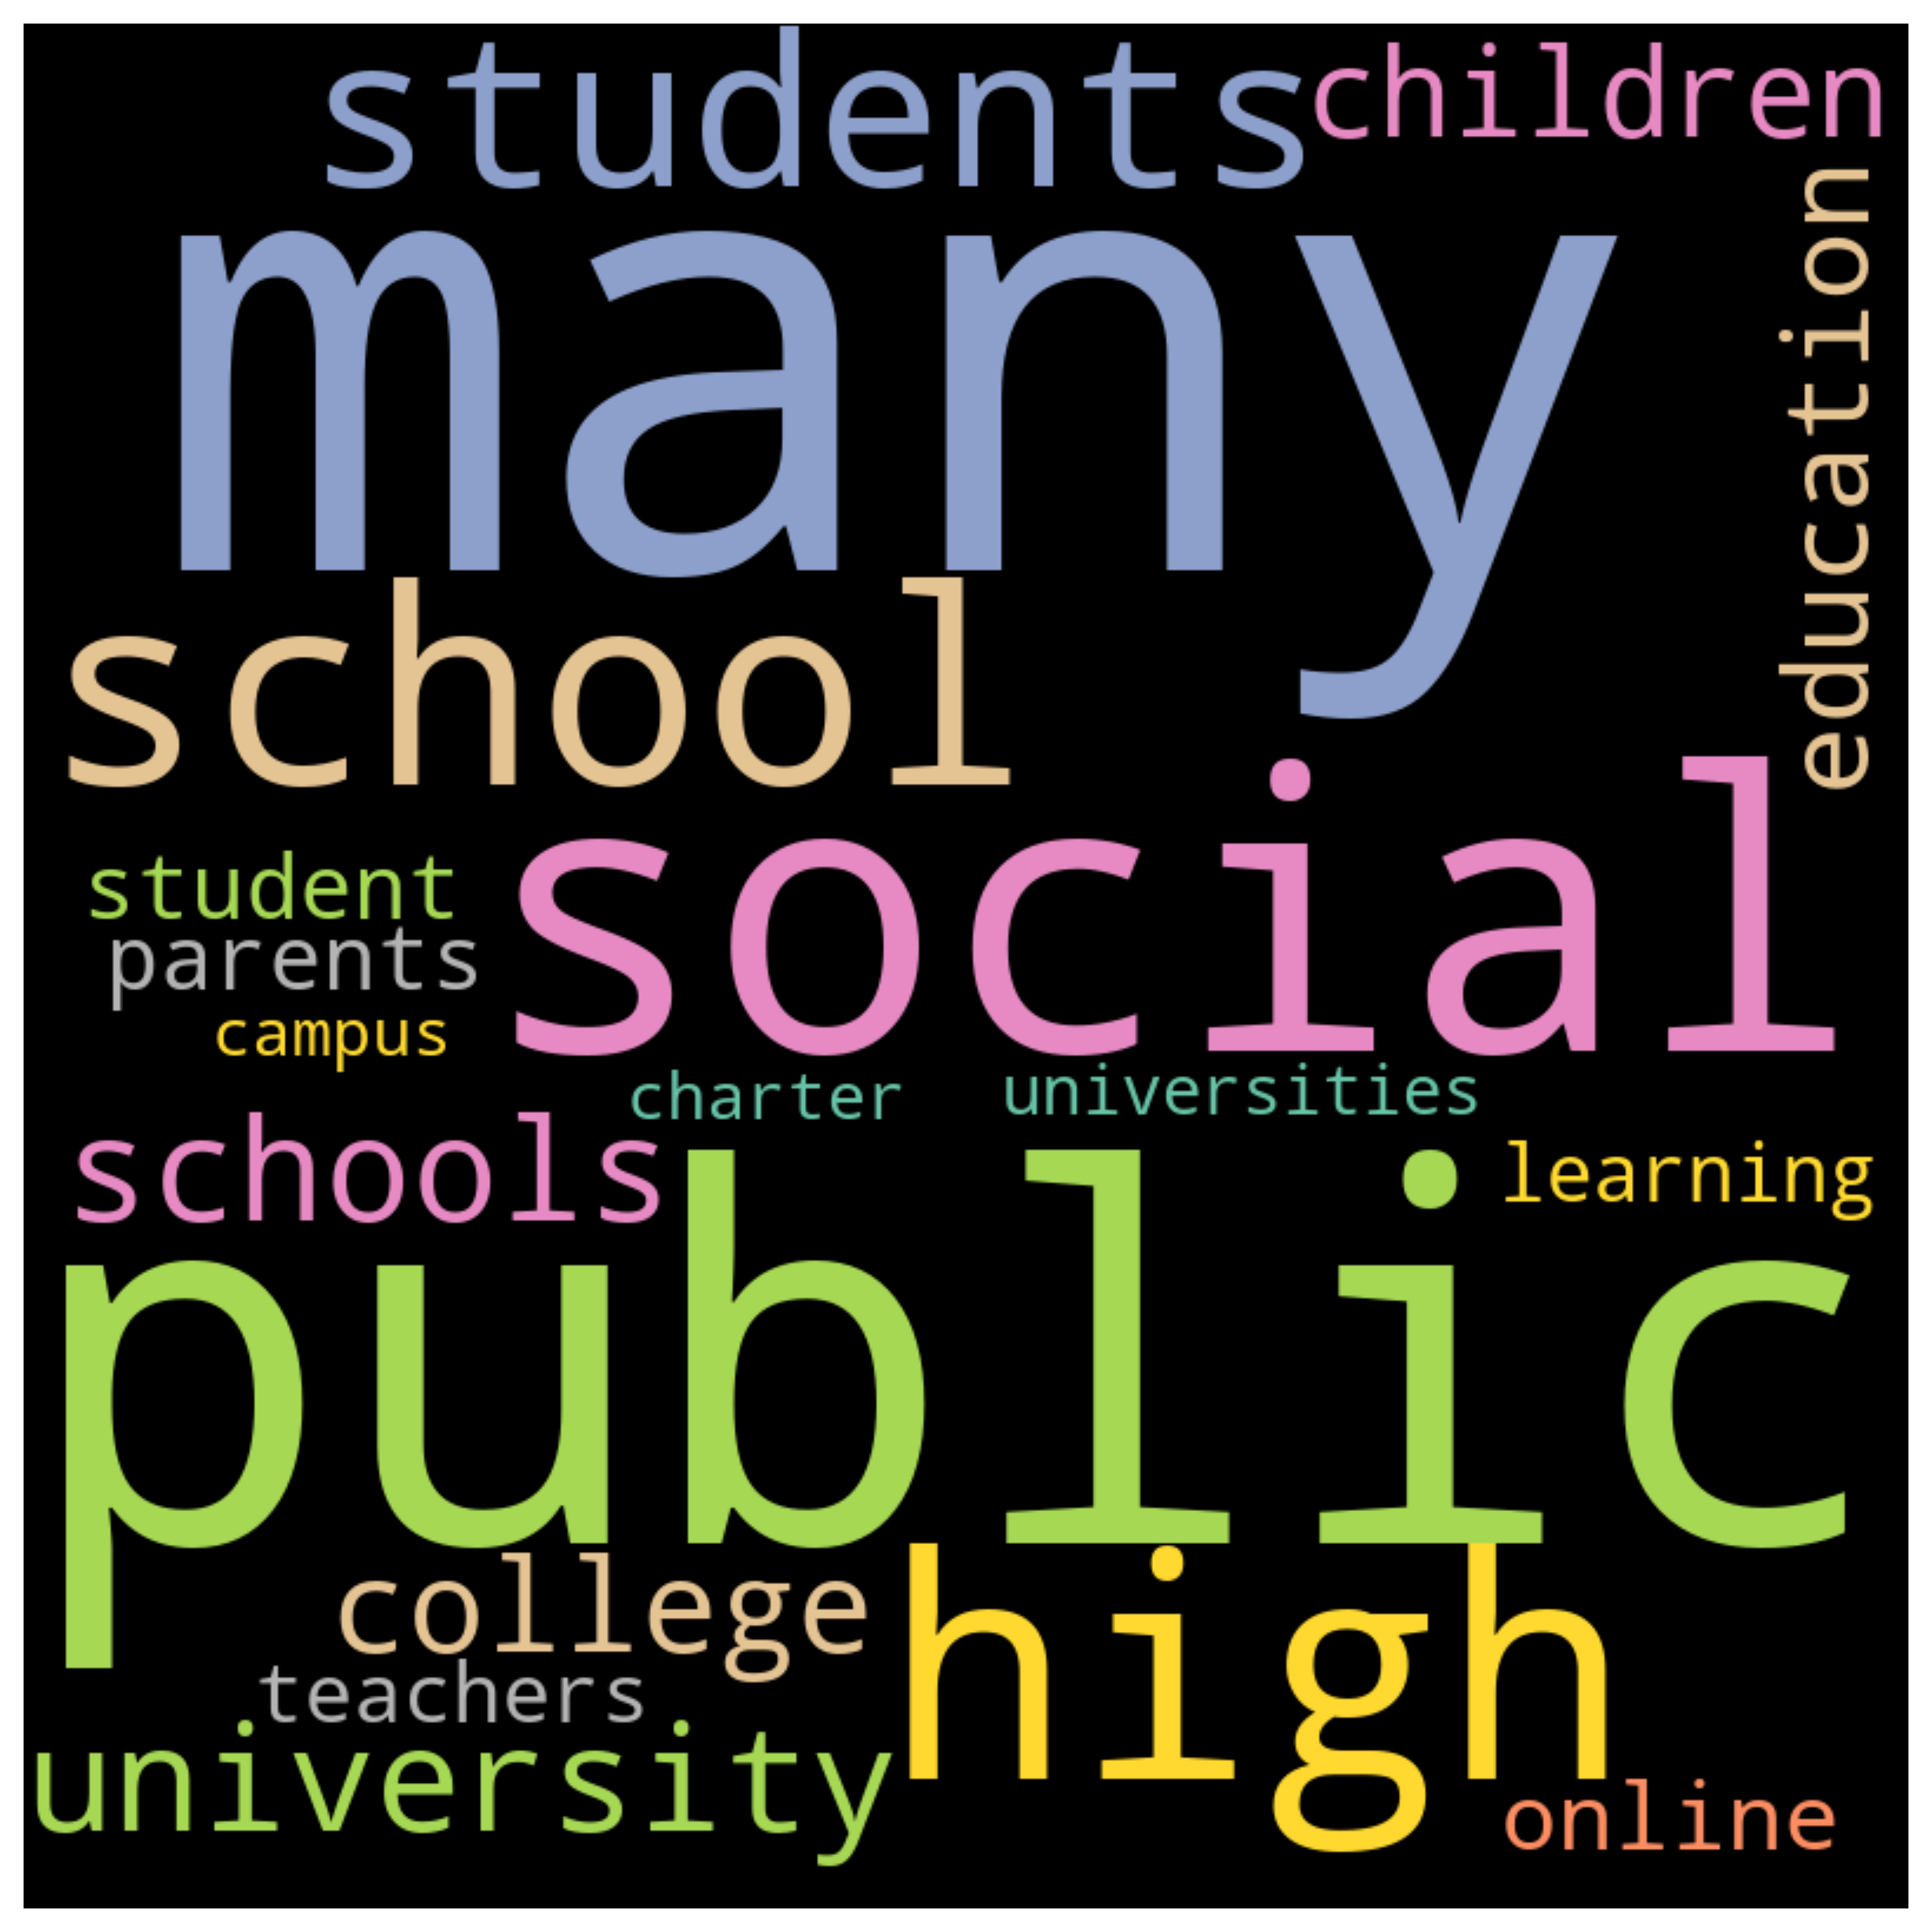 students
children
many
education
school
social
student
parents
campus
charter
universities
schools
learning
public
college
high
teachers
university
online